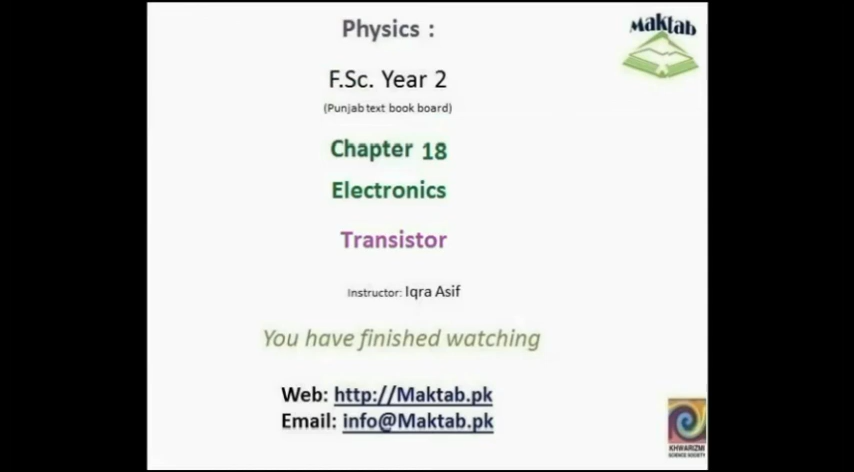 Physics :
Maktab
F.Sc. Year 2
(Punjab text book board)
Chapter 18
Electronics
Transistor
Instructor: Iqra Asif
You have finished watching
Web: http://Maktab.pk
Email: info@Maktab.pk
KHWARIZMI
SCIENCE SOCIETY